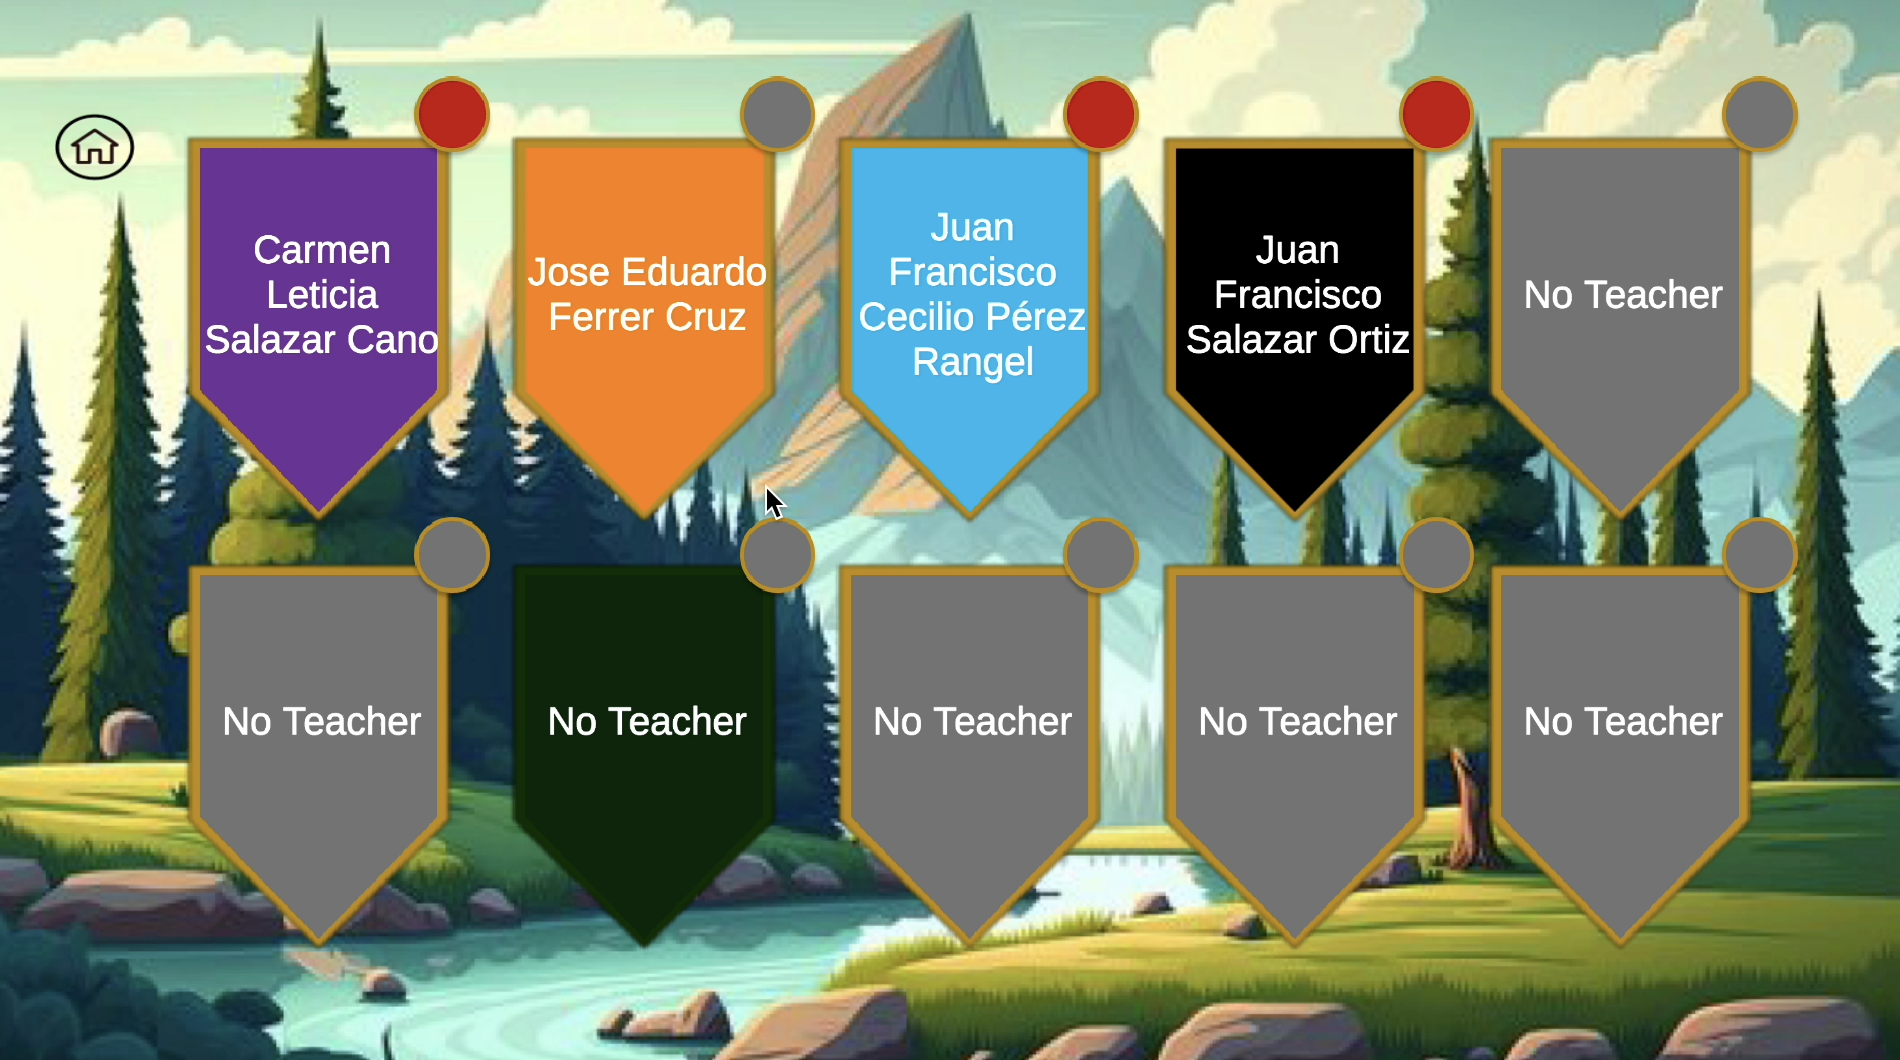 Carmen
Leticia
Salazar Cano
Jose Eduardo
Ferrer Cruz
Juan
Francisco
Cecilio Pérez
Rangel
Juan
Francisco
Salazar Ortiz
No Teacher
No Teacher
No Teacher
No Teacher
No Teacher
No Teacher